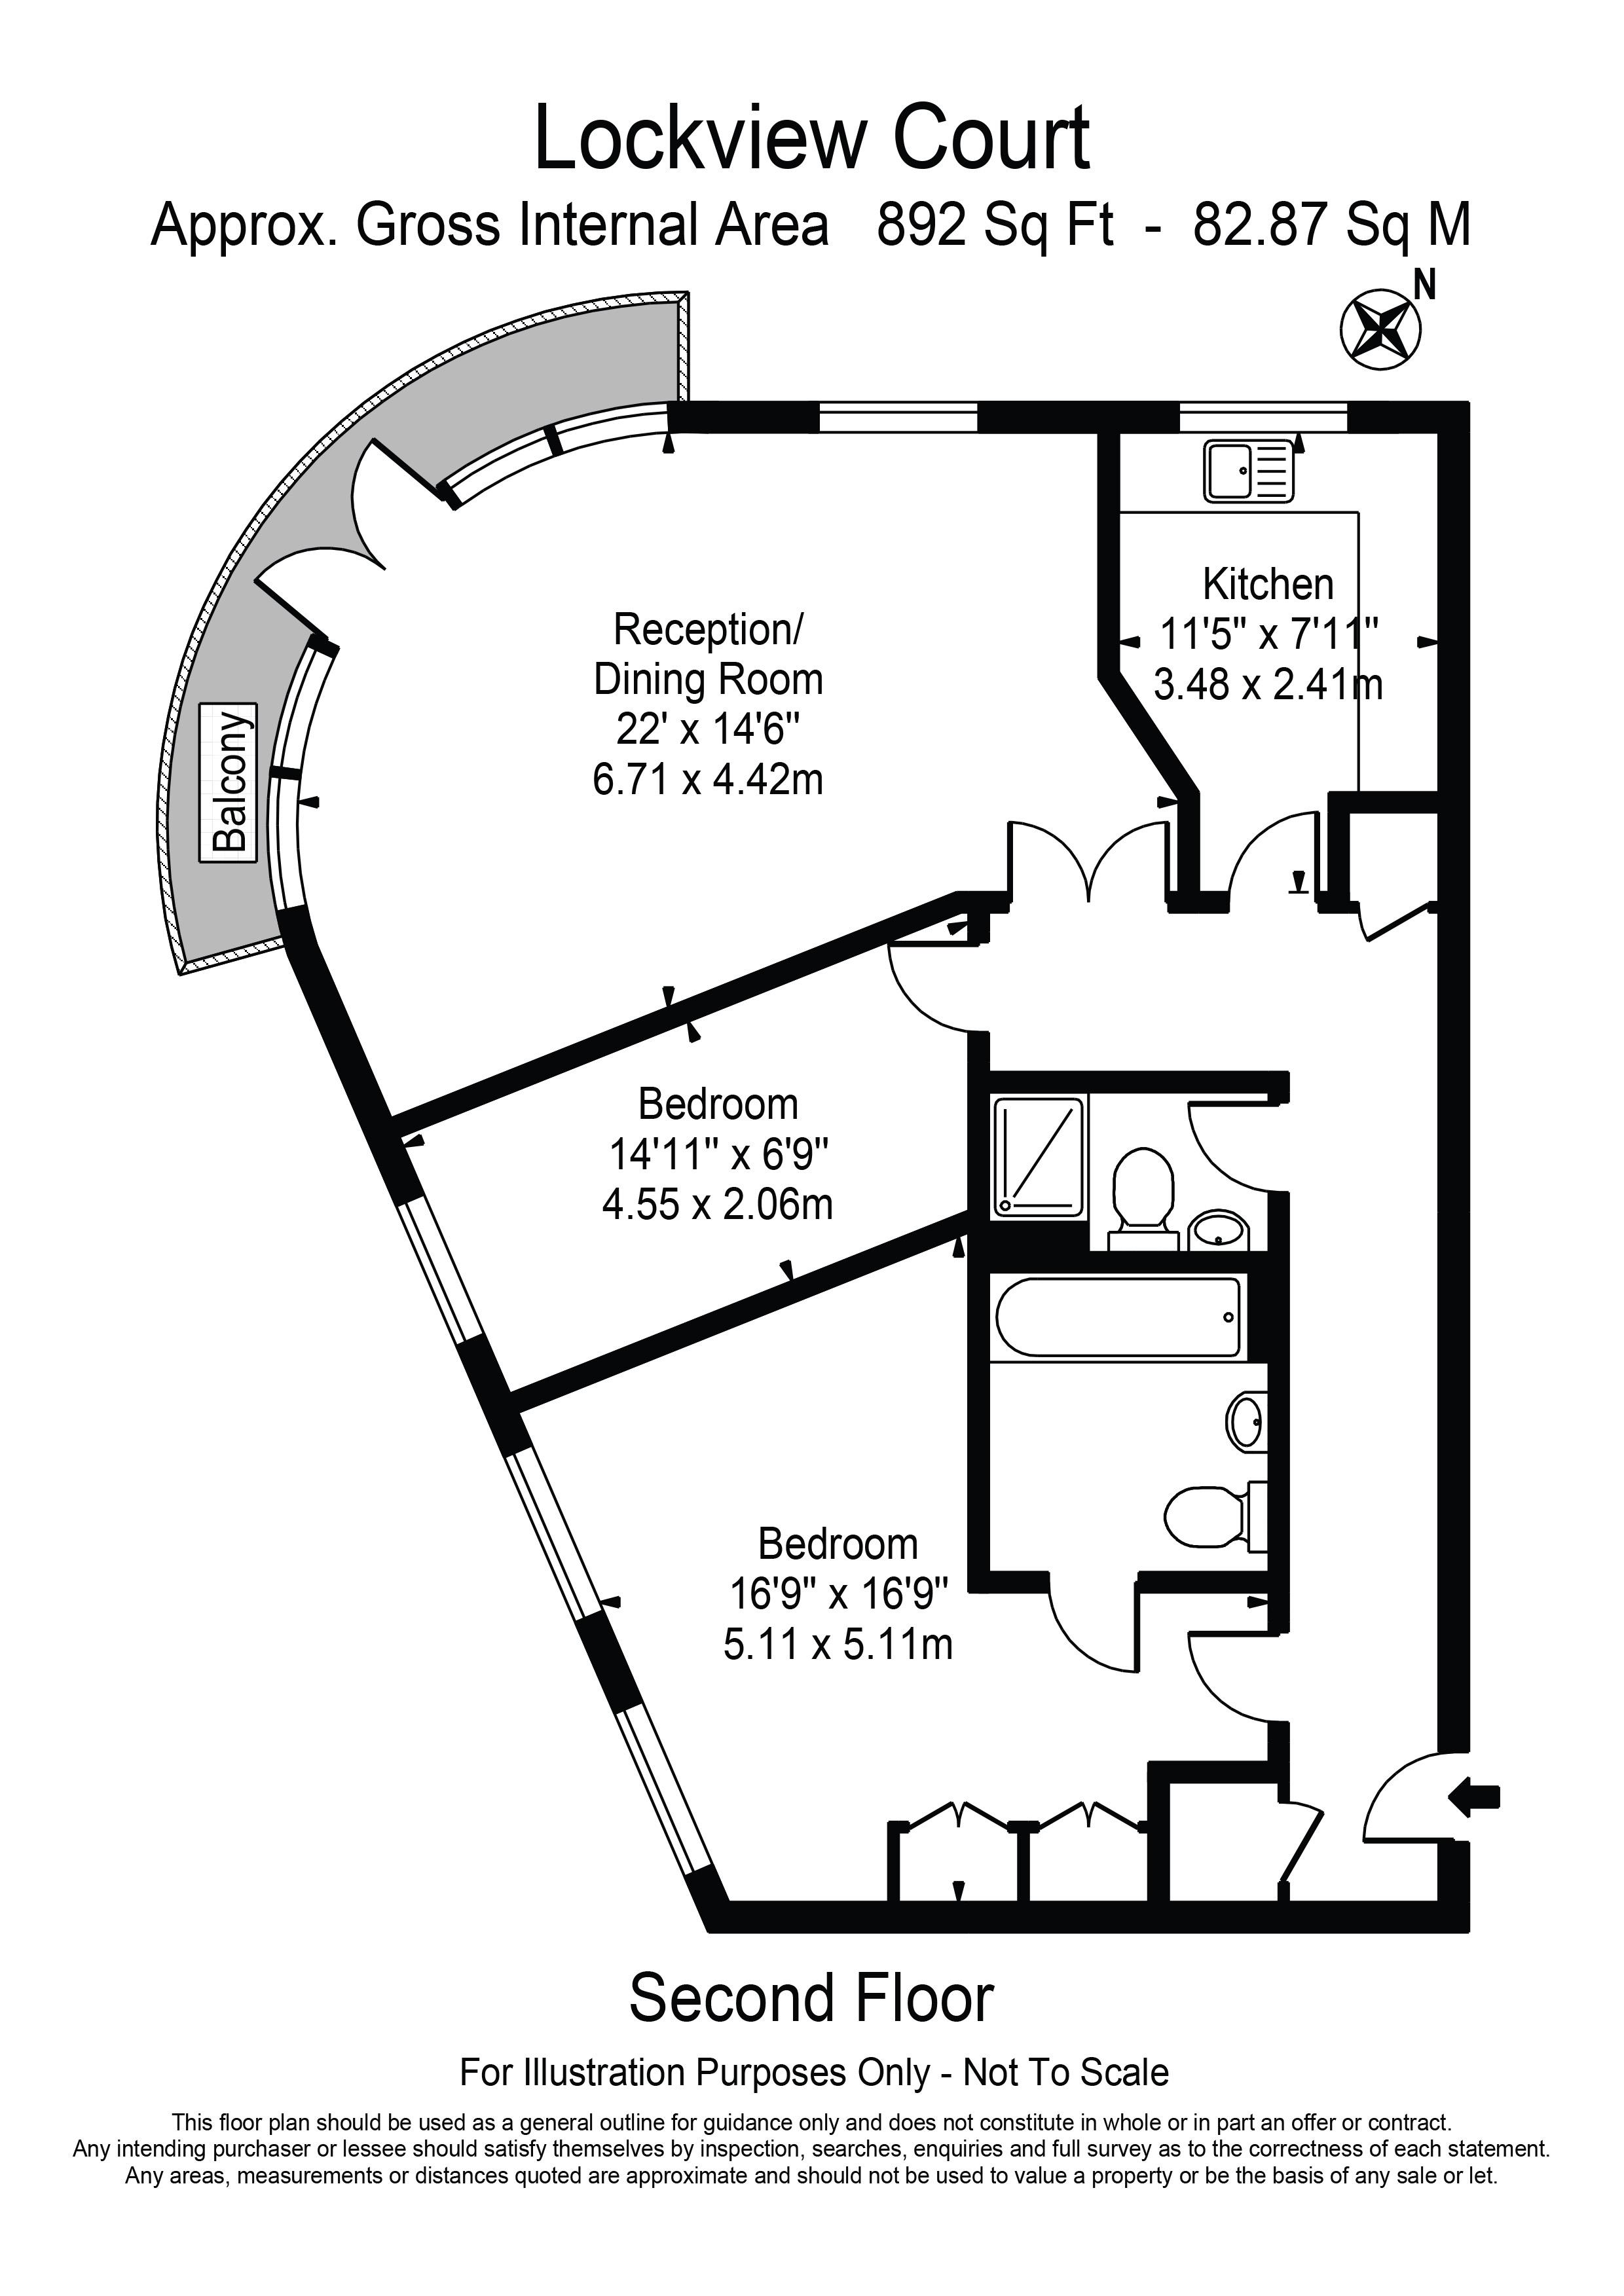 Lockview Court
Approx. Gross Internal Area 892 Sq Ft - 82.87 Sq M
N
Kitchen
11'5" x 7'11"
3.48 x 2.41m
Reception/
Dining Room
22' x 14'6"
6.71 x 4.42m
Balcony
Bedroom
14'11" x 6'9"
4.55 x 2.06m
Bedroom
16'9" x 16'9"
5.11 x 5.11m
Second Floor
For Illustration Purposes Only - Not To Scale
This floor plan should be used as a general outline for guidance only and does not constitute in whole or in part an offer or contract.
Any intending purchaser or lessee should satisfy themselves by inspection, searches, enquiries and full survey as to the correctness of each statement.
Any areas, measurements or distances quoted are approximate and should not be used to value a property or be the basis of any sale or let.